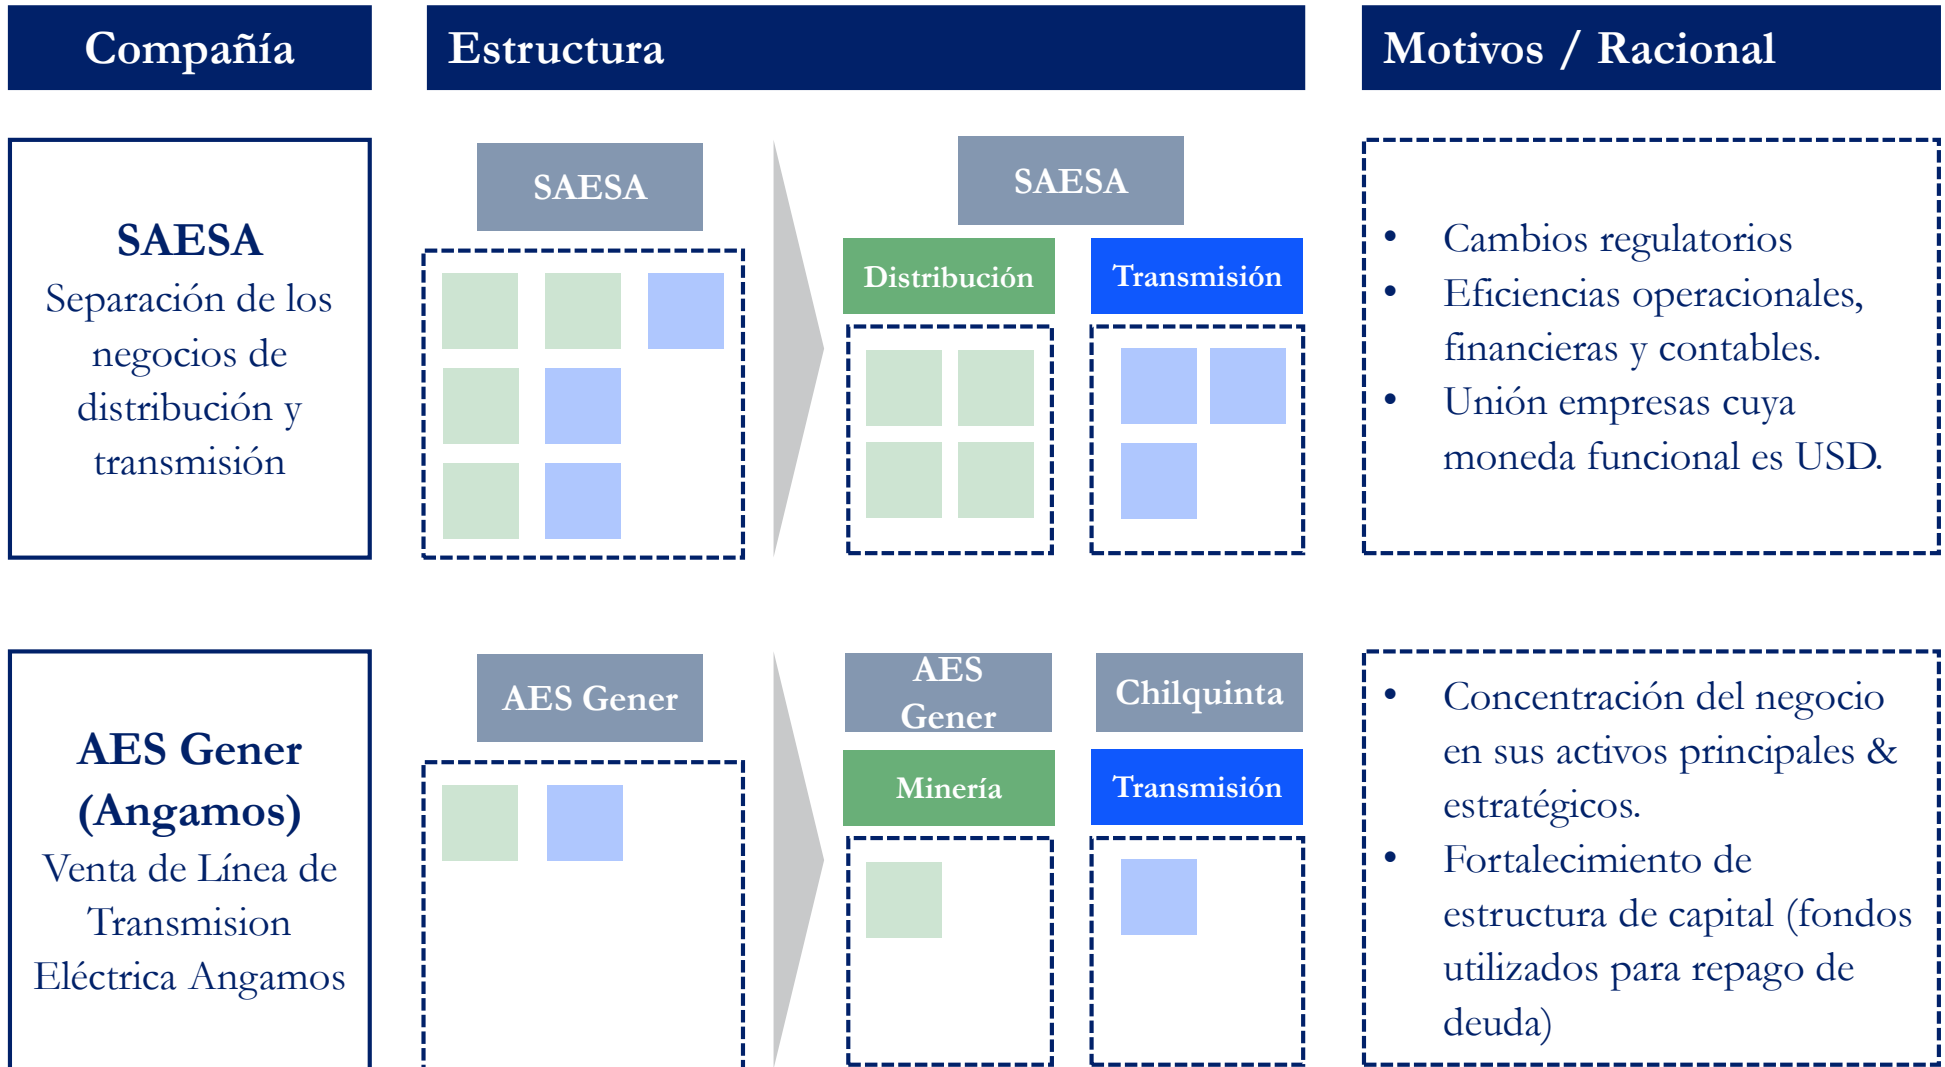 Compañía
Estructura
Motivos / Racional
SAESA
Separación de los
negocios de
distribución y
transmisión
SAESA
SAESA
Distribución
Transmisión
• Cambios regulatorios
• Eficiencias operacionales,
financieras y contables.
• Unión empresas cuya
moneda funcional es USD.
AES Gener
(Angamos)
Venta de Línea de
Transmision
Eléctrica Angamos
AES Gener
AES
Gener
Chilquinta
Minería
Transmisión
• Concentración del negocio
en sus activos principales &
estratégicos.
• Fortalecimiento de
estructura de capital (fondos
utilizados para repago de
deuda)